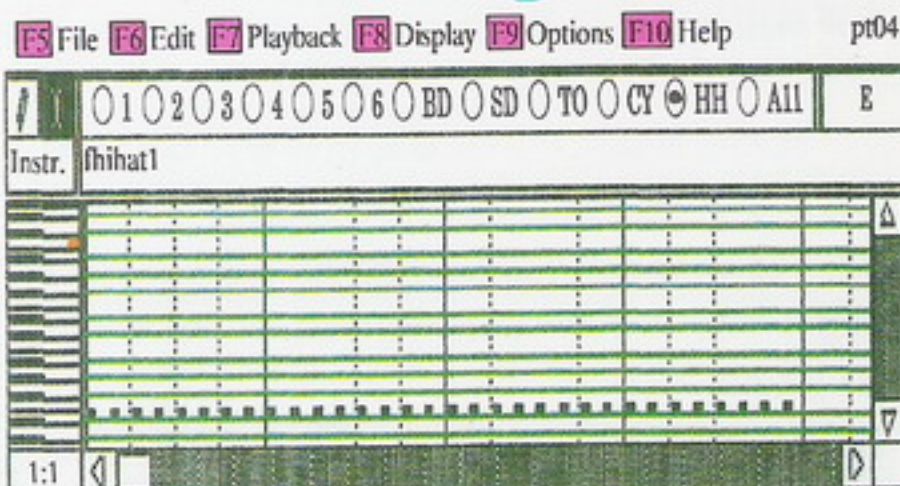 F5 File F6 Edit F7 Playback F8 Display F9 Options F10 Help pt04
1 2 3 4 5 6 BD SD TO CY HH All E
Instr. fhihat1
1:1